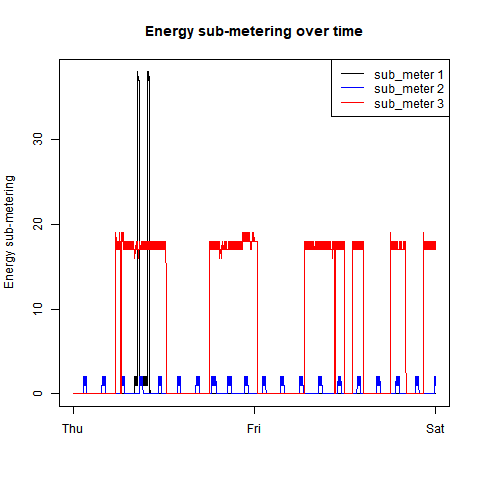 Energy sub-metering over time
sub_meter 1
sub_meter 2
sub_meter 3
Energy sub-metering
30
20
10
0
Thu Fri Sat